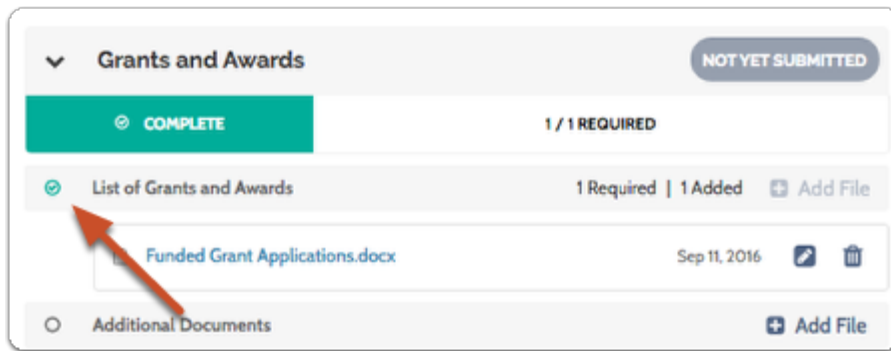 Grants and Awards NOT YET SUBMITTED
COMPLETE 1 / 1 REQUIRED
List of Grants and Awards 1 Required | 1 Added Add File
Funded Grant Applications.docx Sep 11, 2016
Additional Documents Add File